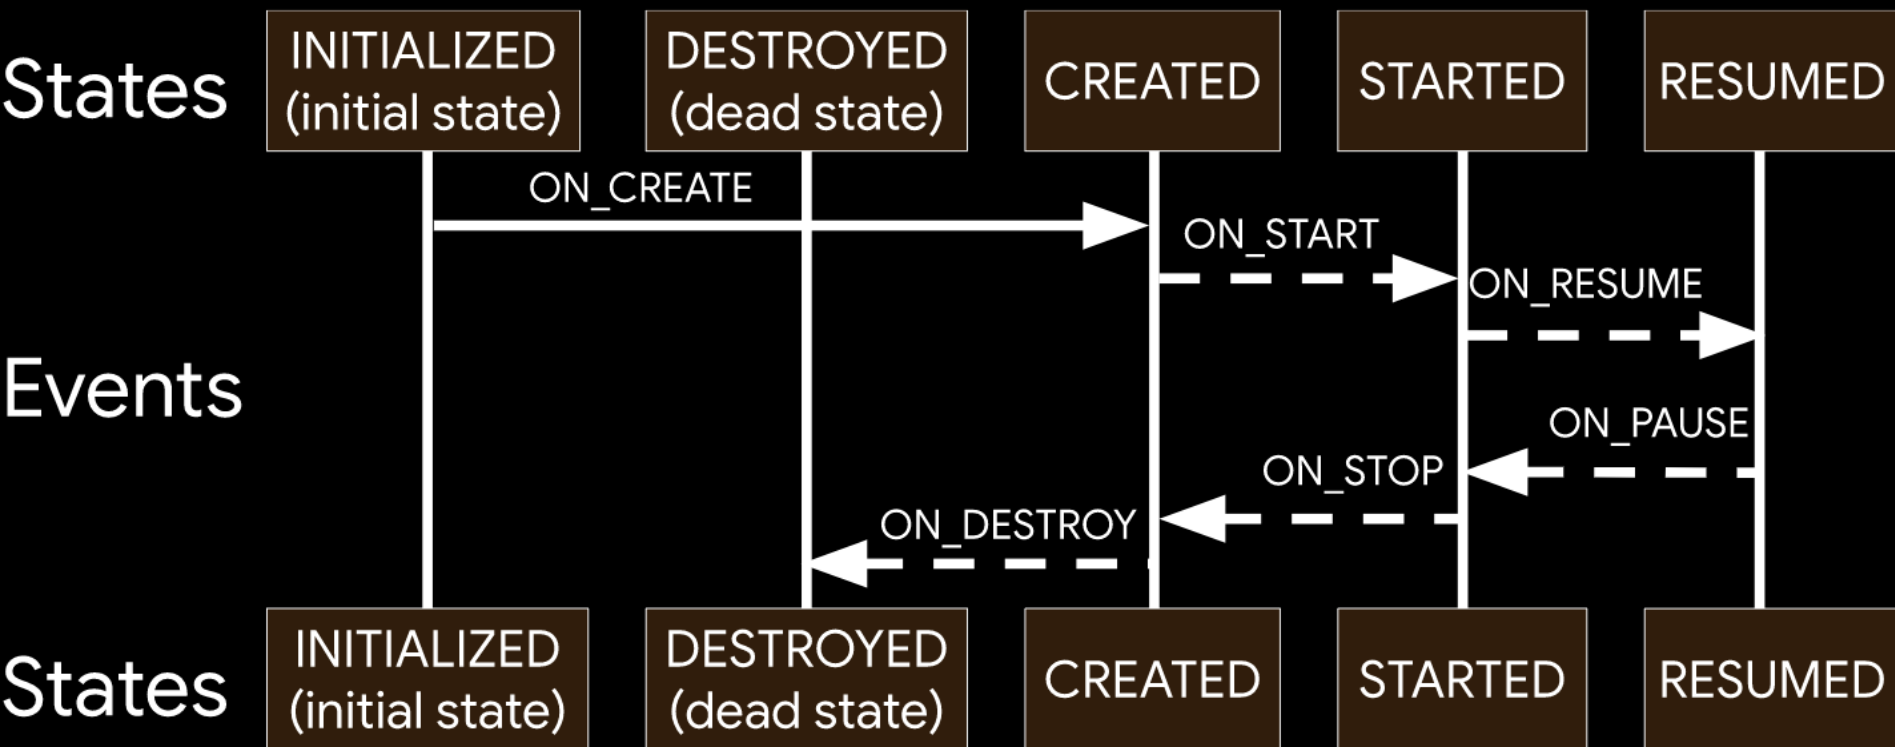 States
INITIALIZED
(initial state)
DESTROYED
(dead state)
CREATED
STARTED
RESUMED
ON_CREATE
ON_START
ON_RESUME
Events
ON_PAUSE
ON_STOP
ON_DESTROY
States
INITIALIZED
(initial state)
DESTROYED
(dead state)
CREATED
STARTED
RESUMED